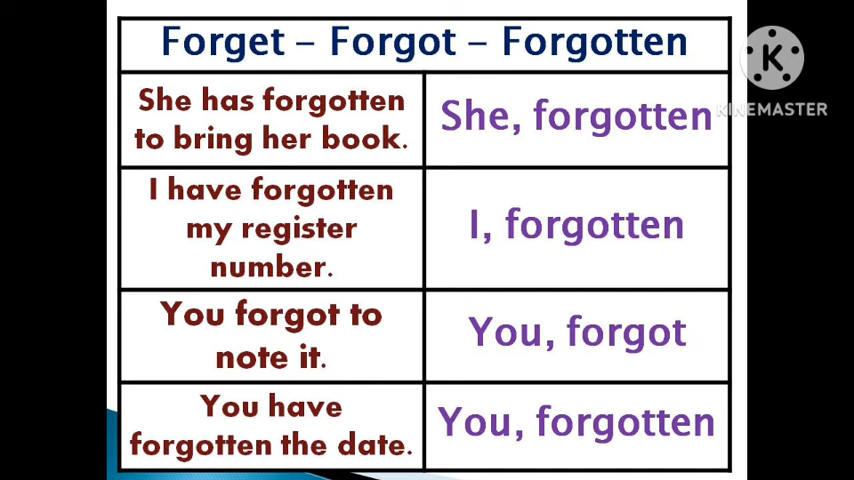 Forget – Forgot – Forgotten
K
KINEMASTER
She has forgotten
to bring her book.
She, forgotten
I have forgotten
my register
number.
I, forgotten
You forgot to
note it.
You, forgot
You have
forgotten the date.
You, forgotten